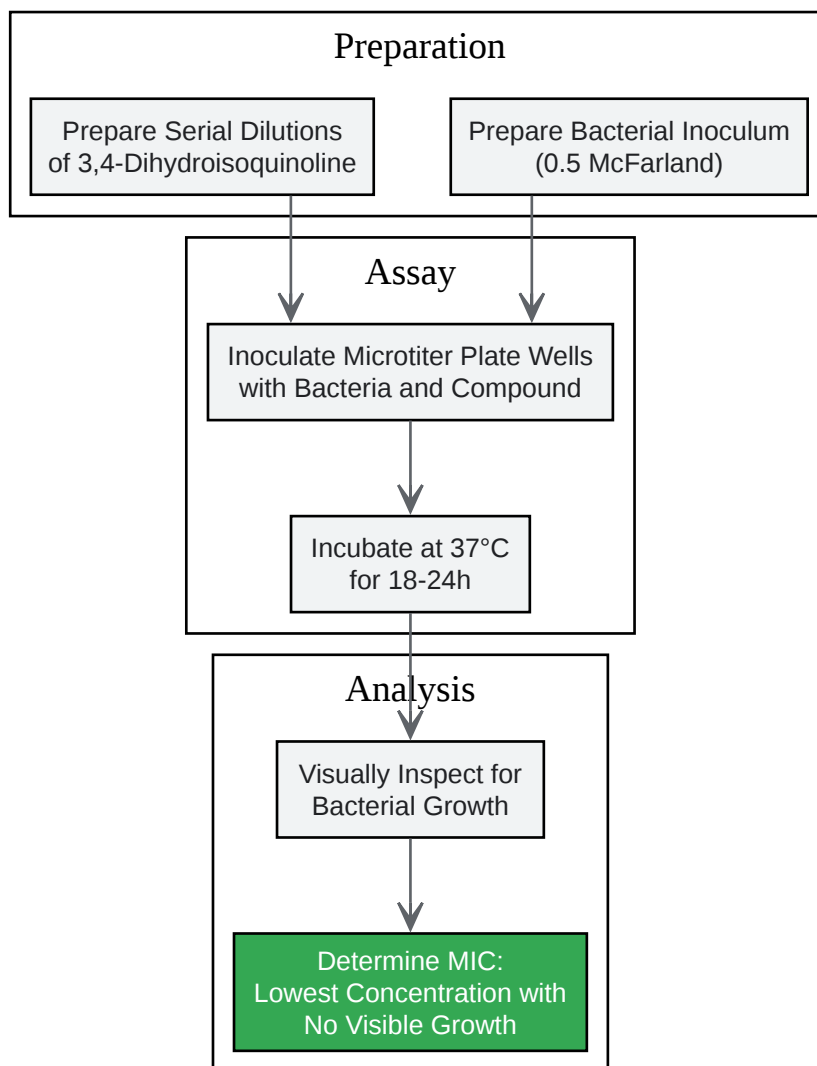 Preparation
Prepare Serial Dilutions
of 3,4-Dihydroisoquinoline
Prepare Bacterial Inoculum
(0.5 McFarland)
Assay
Inoculate Microtiter Plate Wells
with Bacteria and Compound
Incubate at 37°C
for 18-24h
Analysis
Visually Inspect for
Bacterial Growth
Determine MIC:
Lowest Concentration with
No Visible Growth